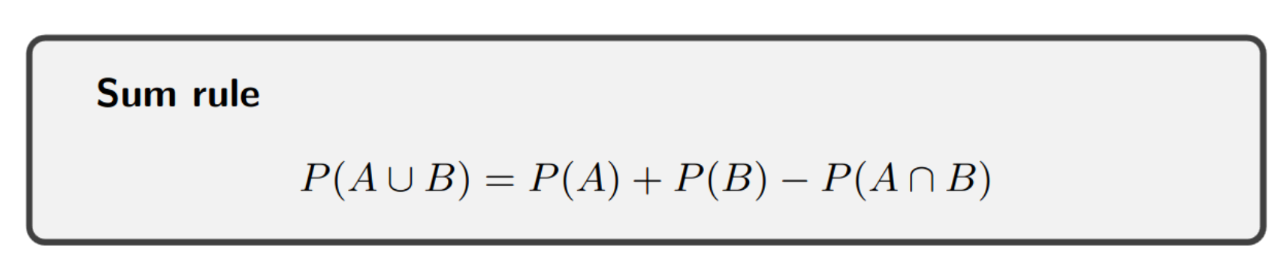 Sum rule
P(A ∪ B) = P(A) + P(B) − P(A ∩ B)